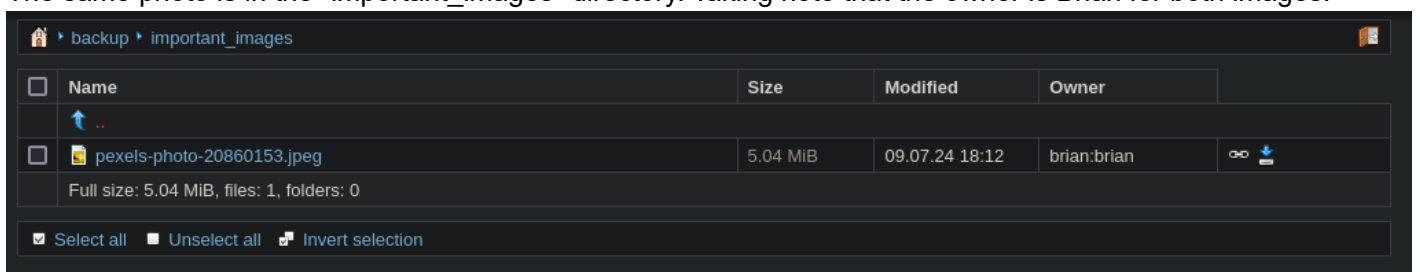 The same photo is in the "important_images" directory. Taking note that the owner is Brian for both images.
backup important_images
Name Size Modified Owner
..
pexels-photo-20860153.jpeg 5.04 MiB 09.07.24 18:12 brian:brian
Full size: 5.04 MiB, files: 1, folders: 0
Select all Unselect all Invert selection